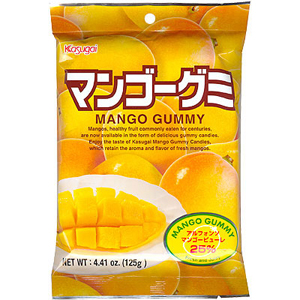 Kasugai
マンゴーグミ
MANGO GUMMY
Mangos, healthy fruit commonly eaten for centuries,
are now available in the form of delicious gummy candies.
Enjoy the taste of Kasugai Mango Gummy Candies,
which retain the aroma and flavor of fresh mangos.
MANGO GUMMY
アルフォンソ
マンゴーピューレ
25%
NET WT: 4.41 oz. (125g)